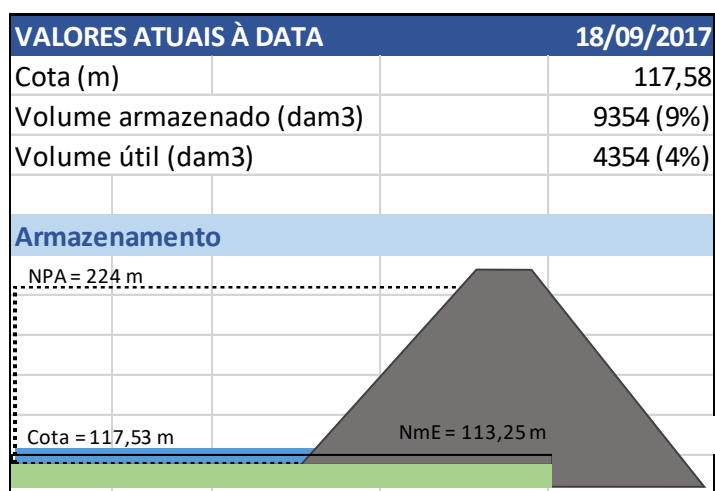 VALORES ATUAIS À DATA 18/09/2017
Cota (m) 117,58
Volume armazenado (dam3) 9354 (9%)
Volume útil (dam3) 4354 (4%)
Armazenamento
NPA = 224 m
Cota = 117,53 m NmE = 113,25 m